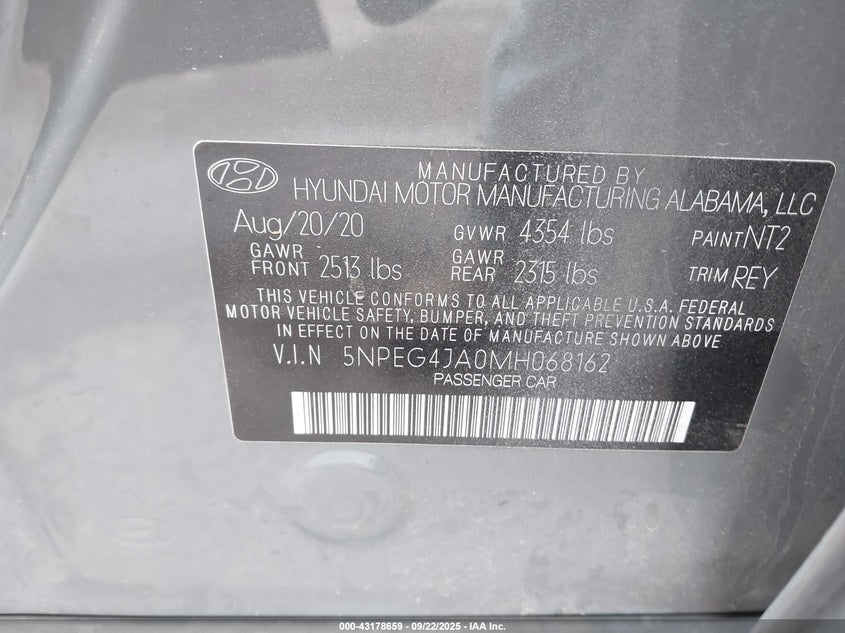 MANUFACTURED BY
HYUNDAI MOTOR MANUFACTURING ALABAMA, LLC
Aug/20/20 GVWR 4354 lbs PAINT NT2
GAWR FRONT 2513 lbs GAWR REAR 2315 lbs TRIM REY
THIS VEHICLE CONFORMS TO ALL APPLICABLE U.S.A. FEDERAL
MOTOR VEHICLE SAFETY, BUMPER, AND THEFT PREVENTION STANDARDS
IN EFFECT ON THE DATE OF MANUFACTURE SHOWN ABOVE
V.I.N 5NPEG4JA0MH068162
PASSENGER CAR
000-43178659 - 09/22/2025 - IAA Inc.